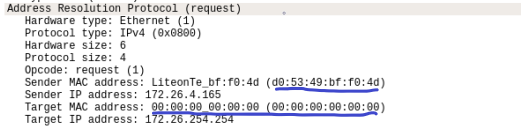 Address Resolution Protocol (request)
Hardware type: Ethernet (1)
Protocol type: IPv4 (0x0800)
Hardware size: 6
Protocol size: 4
Opcode: request (1)
Sender MAC address: LiteonTe_bf:f0:4d (d0:53:49:bf:f0:4d)
Sender IP address: 172.26.4.165
Target MAC address: 00:00:00_00:00:00 (00:00:00:00:00:00)
Target IP address: 172.26.254.254